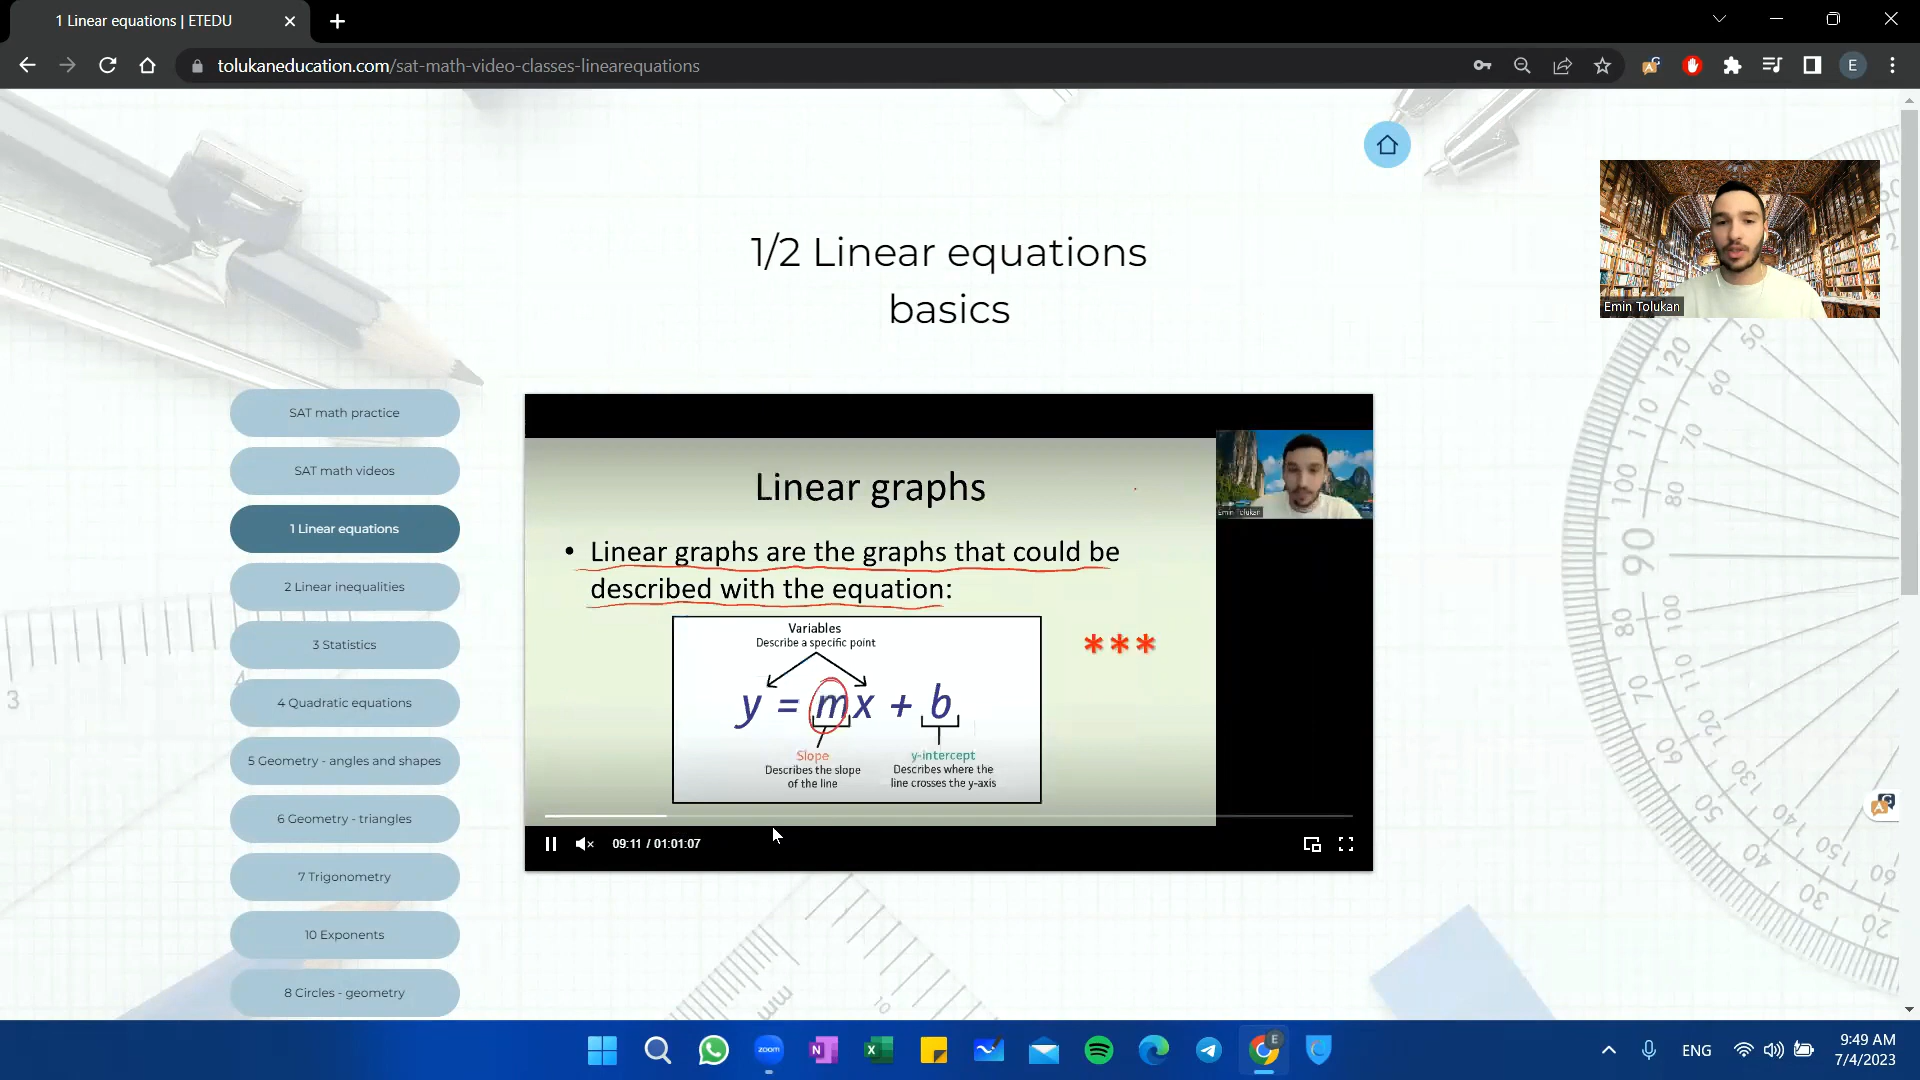 1 Linear equations | ETEDU
tolukaneducation.com/sat-math-video-classes-linearequations
E
1/2 Linear equations
basics
Emin Tolukan
SAT math practice
SAT math videos
1 Linear equations
2 Linear inequalities
3 Statistics
4 Quadratic equations
5 Geometry - angles and shapes
6 Geometry - triangles
7 Trigonometry
10 Exponents
8 Circles - geometry
Linear graphs
• Linear graphs are the graphs that could be
described with the equation:
Variables
Describe a specific point
***
y = mx + b
Slope
Describes the slope
of the line
y-intercept
Describes where the
line crosses the y-axis
Emin Tolukan
09:11 / 01:01:07
zoom
ENG
9:49 AM
7/4/2023